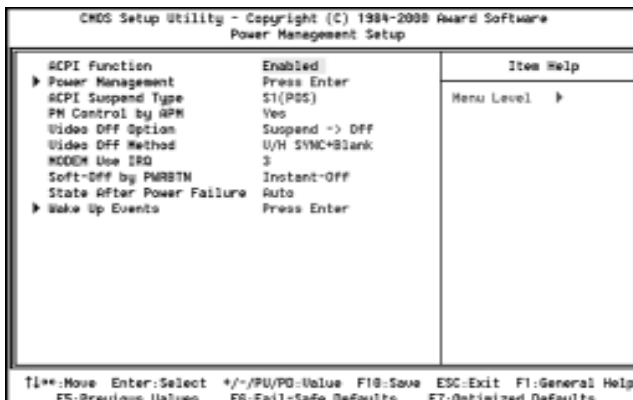 CMOS Setup Utility - Copyright (C) 1984-2000 Award Software
Power Management Setup
ACPI Function Enabled Item Help
▶ Power Management Press Enter
ACPI Suspend Type S1(POS) Menu Level ▶
PM Control by APM Yes
Video Off Option Suspend -> Off
Video Off Method V/H SYNC+Blank
MODEM Use IRQ 3
Soft-Off by PWRBTN Instant-Off
State After Power Failure Auto
▶ Wake Up Events Press Enter
↑↓←→:Move Enter:Select +/-/PU/PD:Value F10:Save ESC:Exit F1:General Help
F5:Previous Values F6:Fail-Safe Defaults F7:Optimized Defaults